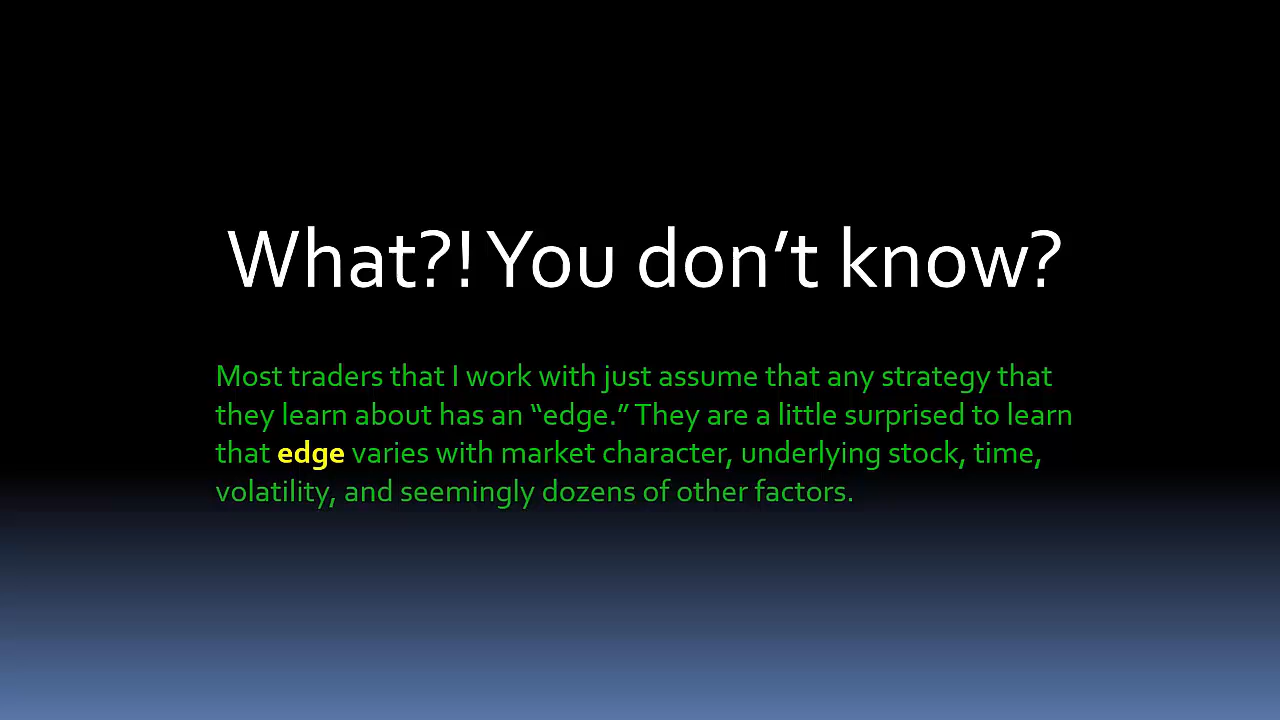 What?! You don’t know?
Most traders that I work with just assume that any strategy that
they learn about has an “edge.” They are a little surprised to learn
that edge varies with market character, underlying stock, time,
volatility, and seemingly dozens of other factors.